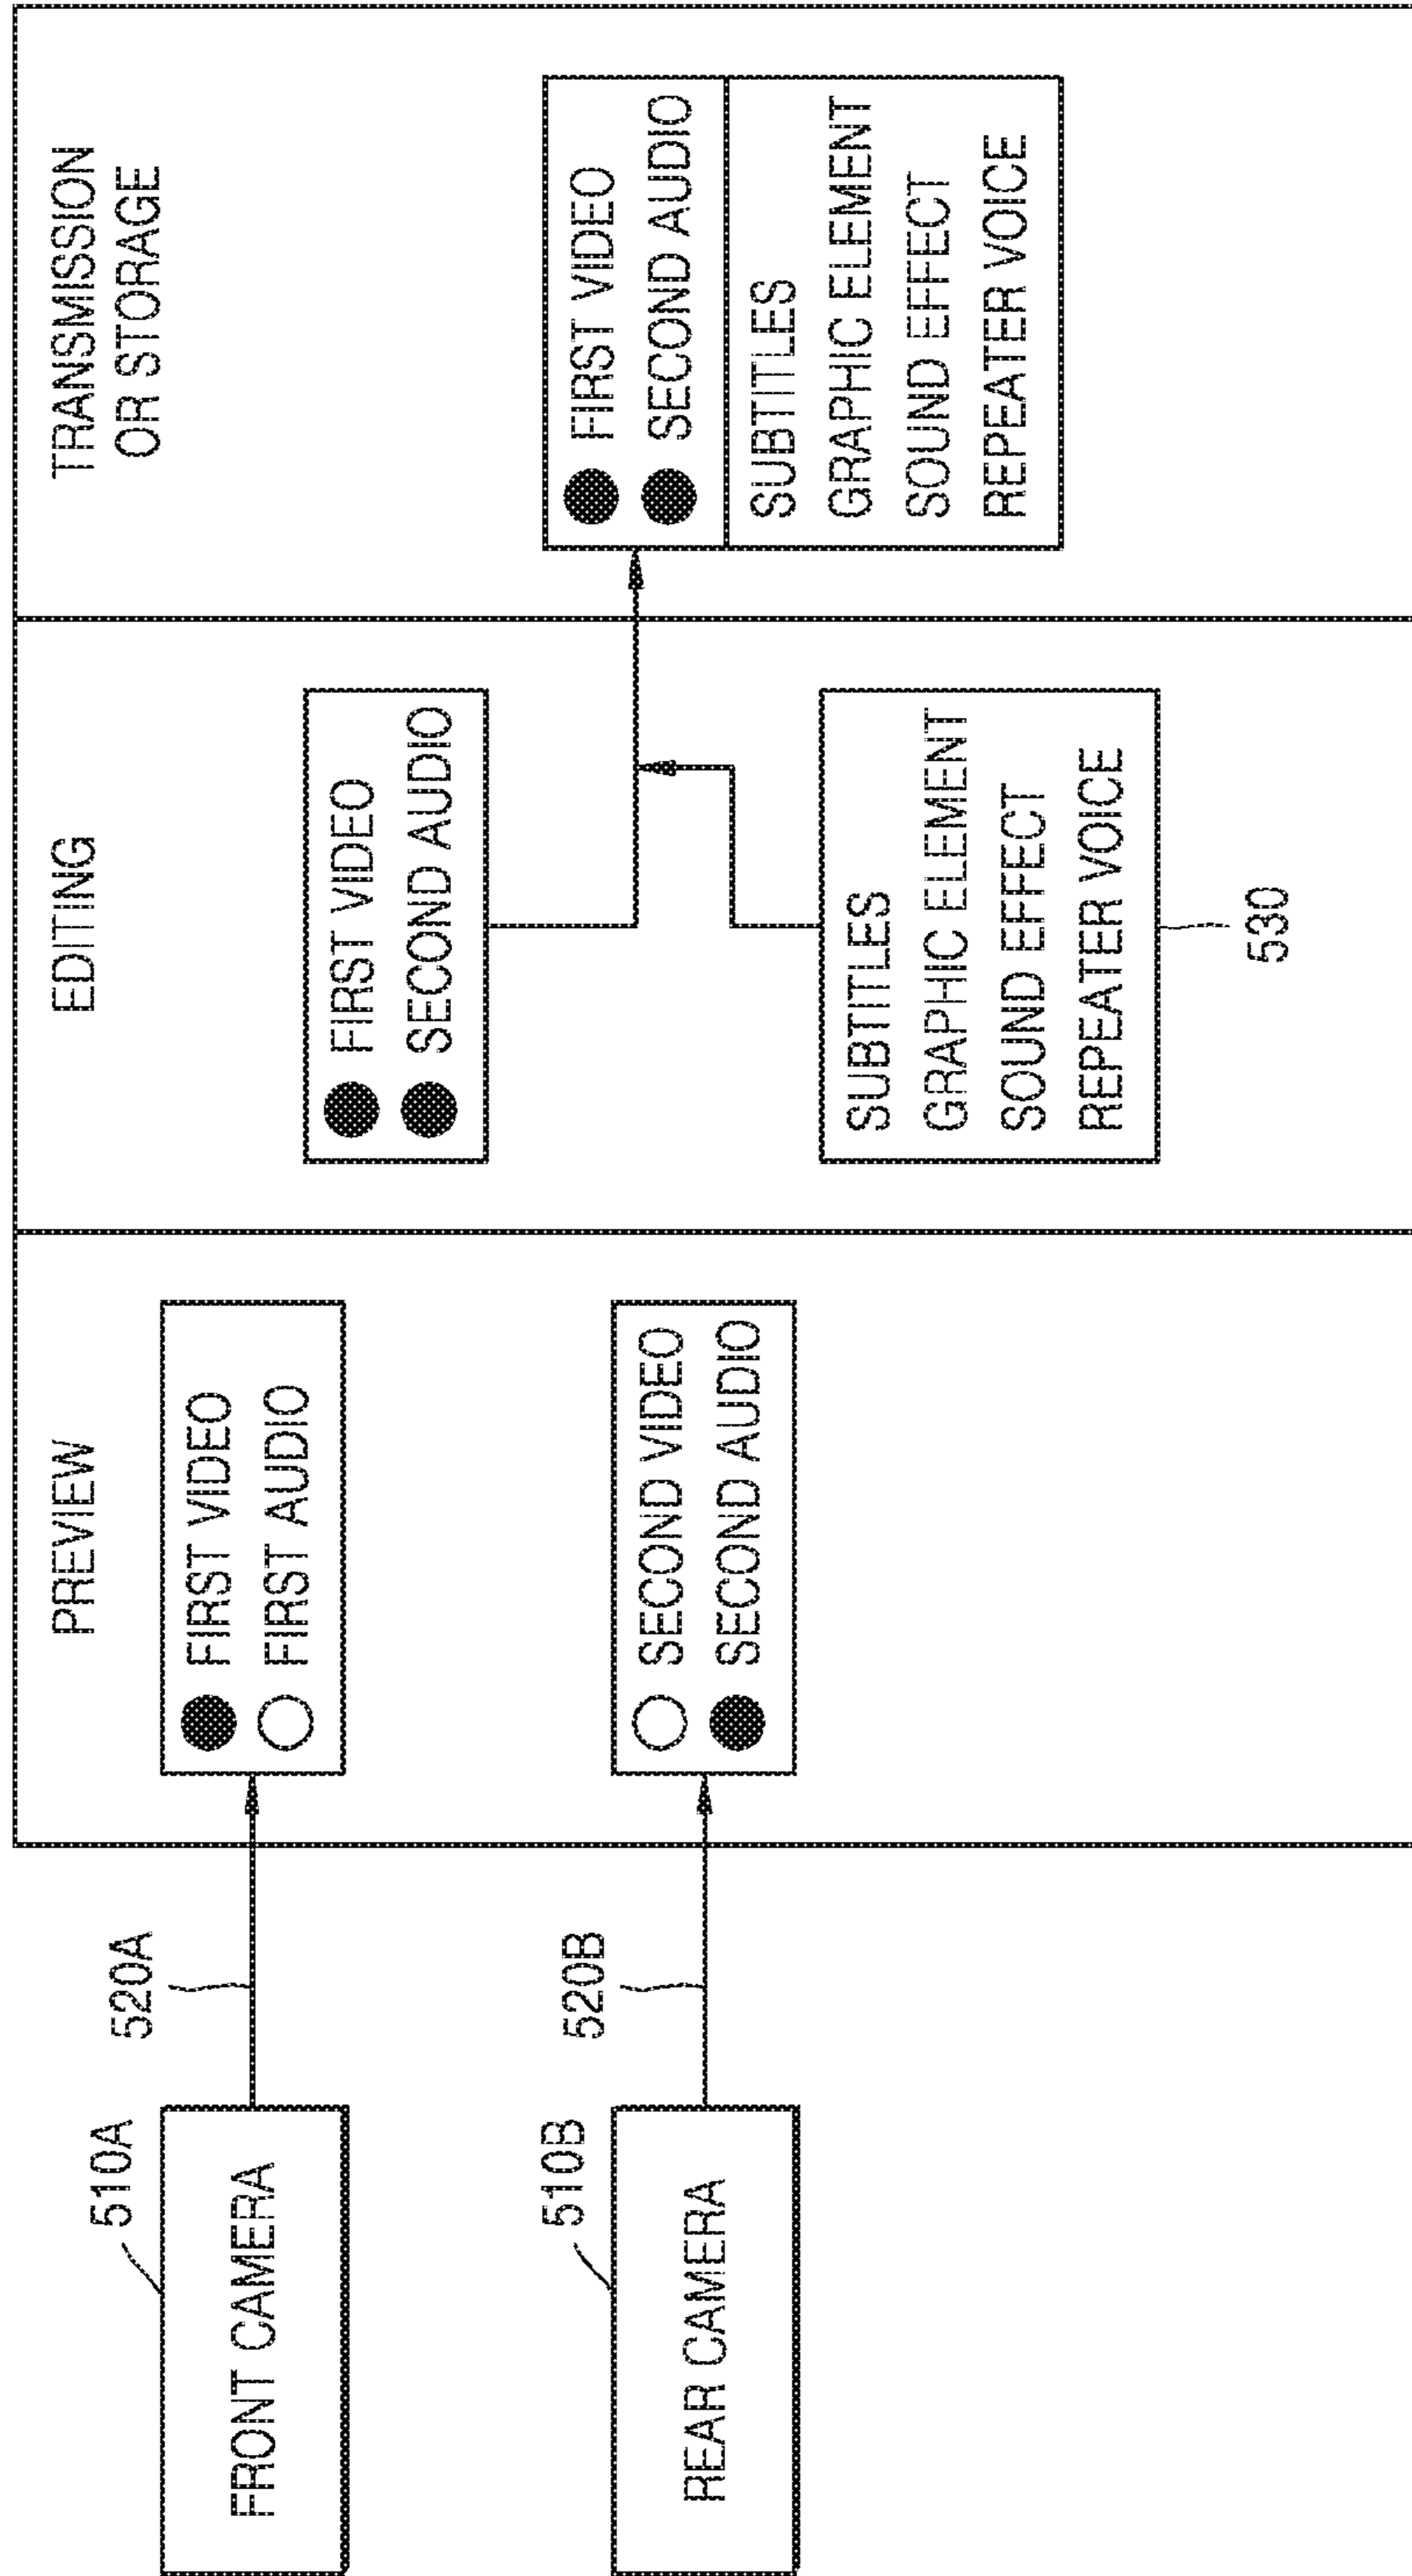 PREVIEW
EDITING
TRANSMISSION
OR STORAGE
510A
FRONT CAMERA
520A
FIRST VIDEO
FIRST AUDIO
510B
REAR CAMERA
520B
SECOND VIDEO
SECOND AUDIO
FIRST VIDEO
SECOND AUDIO
SUBTITLES
GRAPHIC ELEMENT
SOUND EFFECT
REPEATER VOICE
530
FIRST VIDEO
SECOND AUDIO
SUBTITLES
GRAPHIC ELEMENT
SOUND EFFECT
REPEATER VOICE